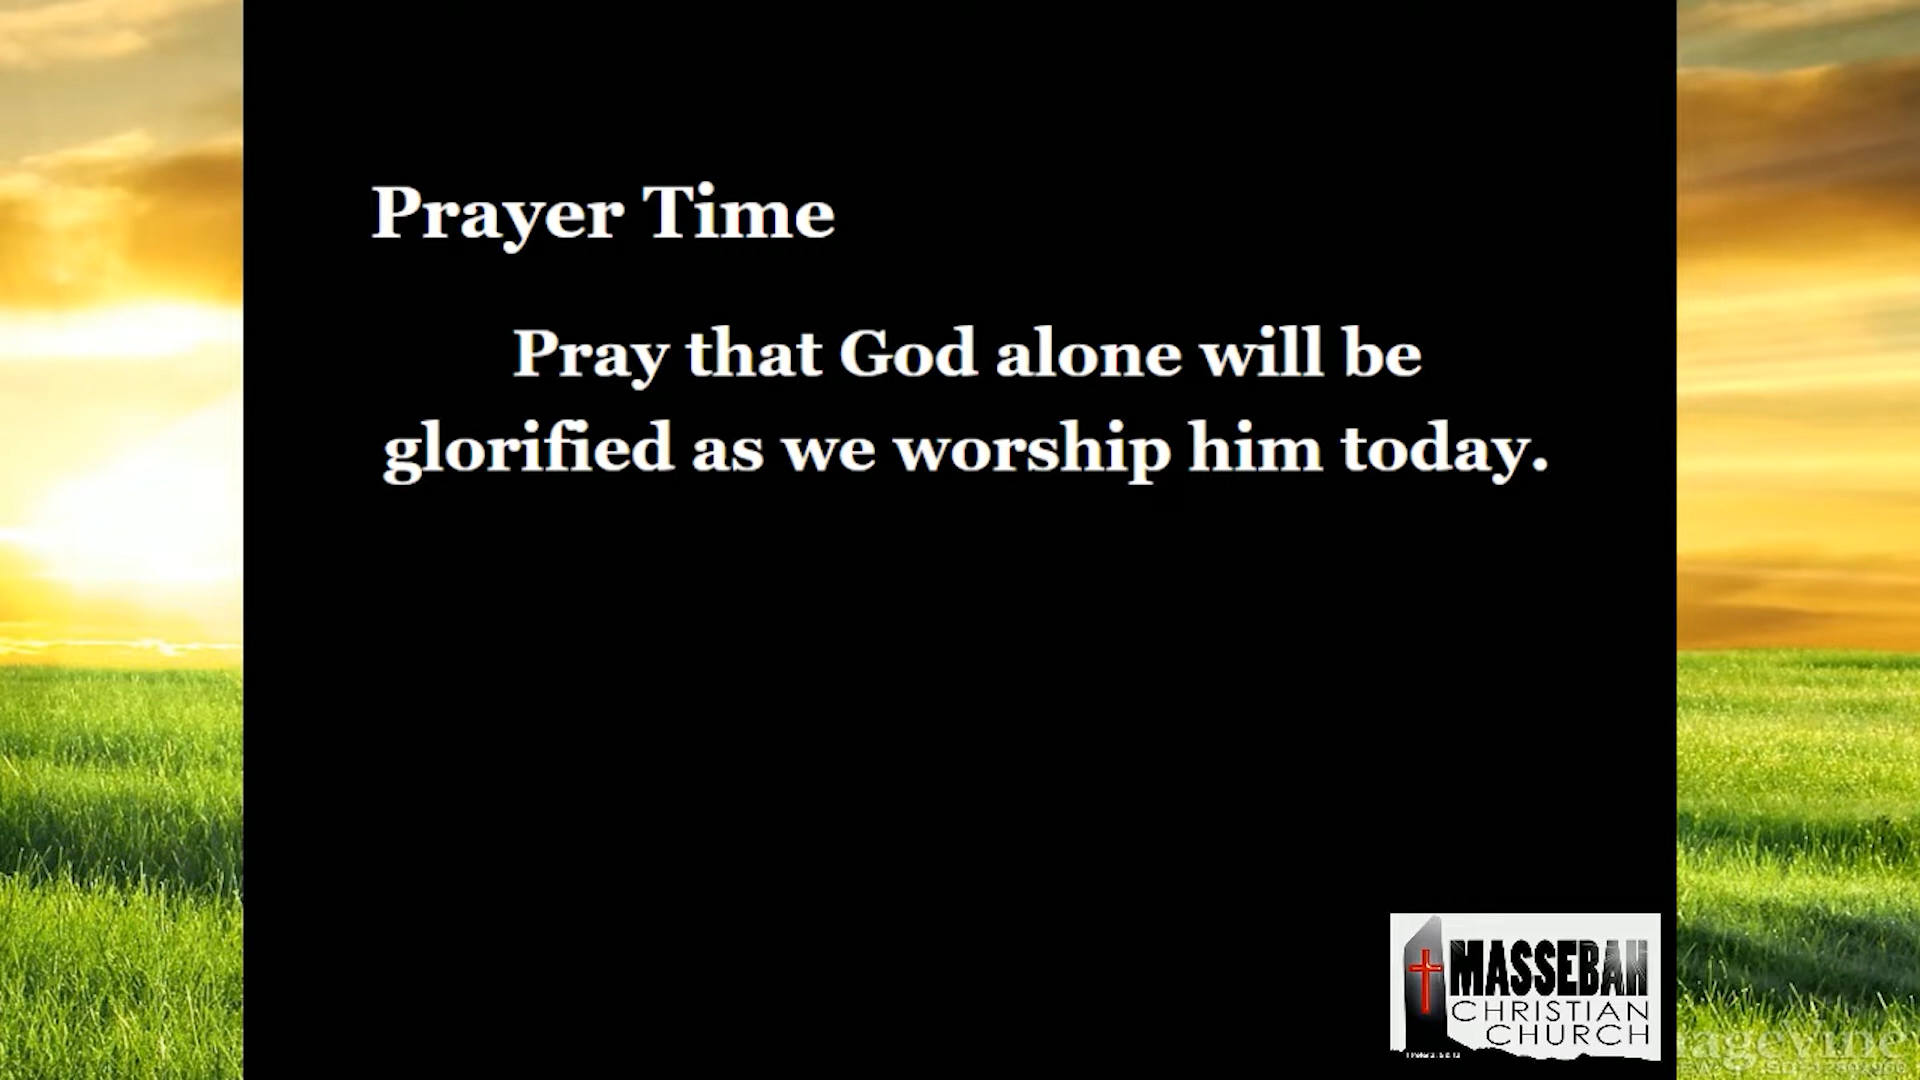 Prayer Time
Pray that God alone will be
glorified as we worship him today.
MASSEBAH
CHRISTIAN
CHURCH